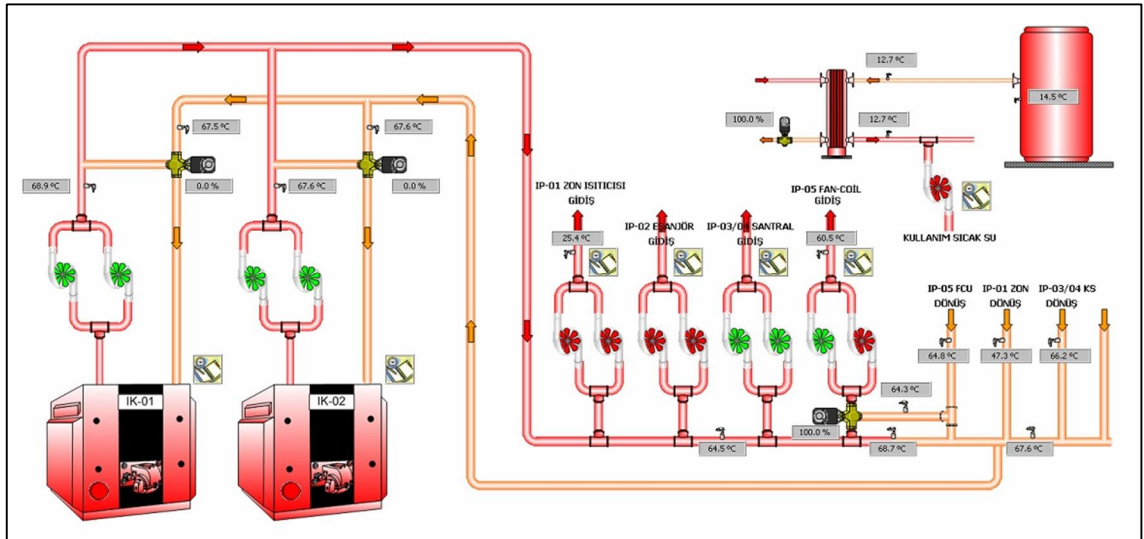 12.7 ºC
14.5 ºC
100.0 %
12.7 ºC
67.5 ºC
67.6 ºC
68.9 ºC
0.0 %
67.6 ºC
0.0 %
KULLANIM SICAK SU
IP-01 ZON ISITICISI
GİDİŞ
IP-02 EŞANJÖR
GİDİŞ
IP-03/04 SANTRAL
GİDİŞ
IP-05 FAN-COİL
GİDİŞ
25.4 ºC
60.5 ºC
IP-05 FCU
DÖNÜŞ
IP-01 ZON
DÖNÜŞ
IP-03/04 KS
DÖNÜŞ
64.8 ºC
47.3 ºC
66.2 ºC
64.3 ºC
100.0 %
64.5 ºC
68.7 ºC
67.6 ºC
IK-01
IK-02